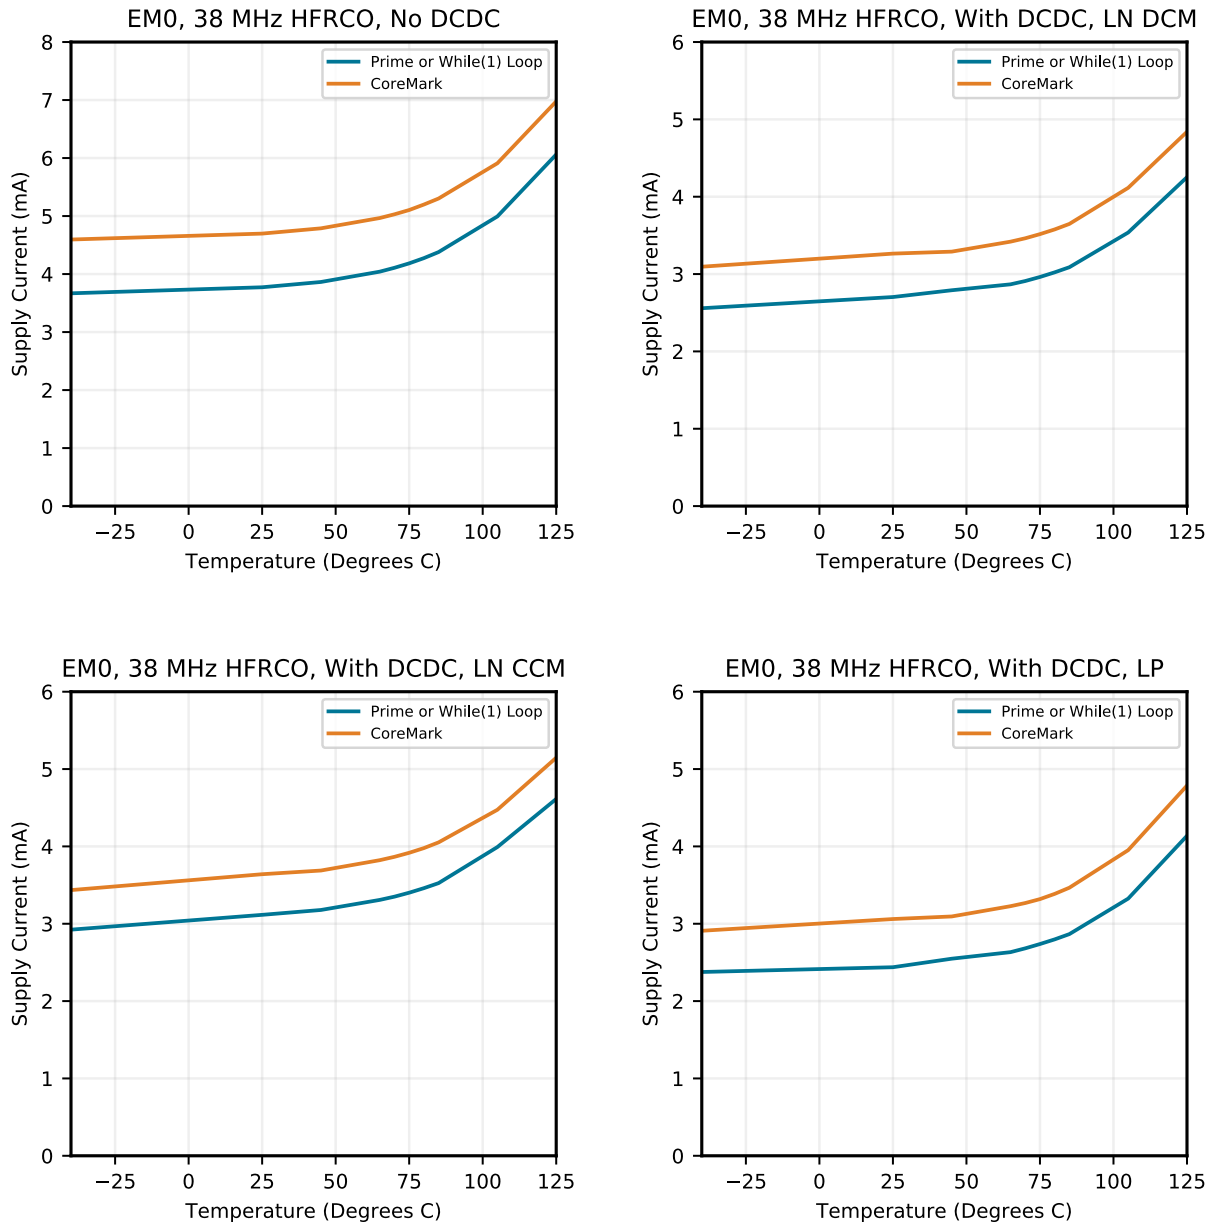 EM0, 38 MHz HFRCO, No DCDC
8
7
6
5
4
3
2
1
0
Supply Current (mA)
Prime or While(1) Loop
CoreMark
−25 0 25 50 75 100 125
Temperature (Degrees C)
EM0, 38 MHz HFRCO, With DCDC, LN DCM
6
5
4
3
2
1
0
Supply Current (mA)
Prime or While(1) Loop
CoreMark
−25 0 25 50 75 100 125
Temperature (Degrees C)
EM0, 38 MHz HFRCO, With DCDC, LN CCM
6
5
4
3
2
1
0
Supply Current (mA)
Prime or While(1) Loop
CoreMark
−25 0 25 50 75 100 125
Temperature (Degrees C)
EM0, 38 MHz HFRCO, With DCDC, LP
6
5
4
3
2
1
0
Supply Current (mA)
Prime or While(1) Loop
CoreMark
−25 0 25 50 75 100 125
Temperature (Degrees C)